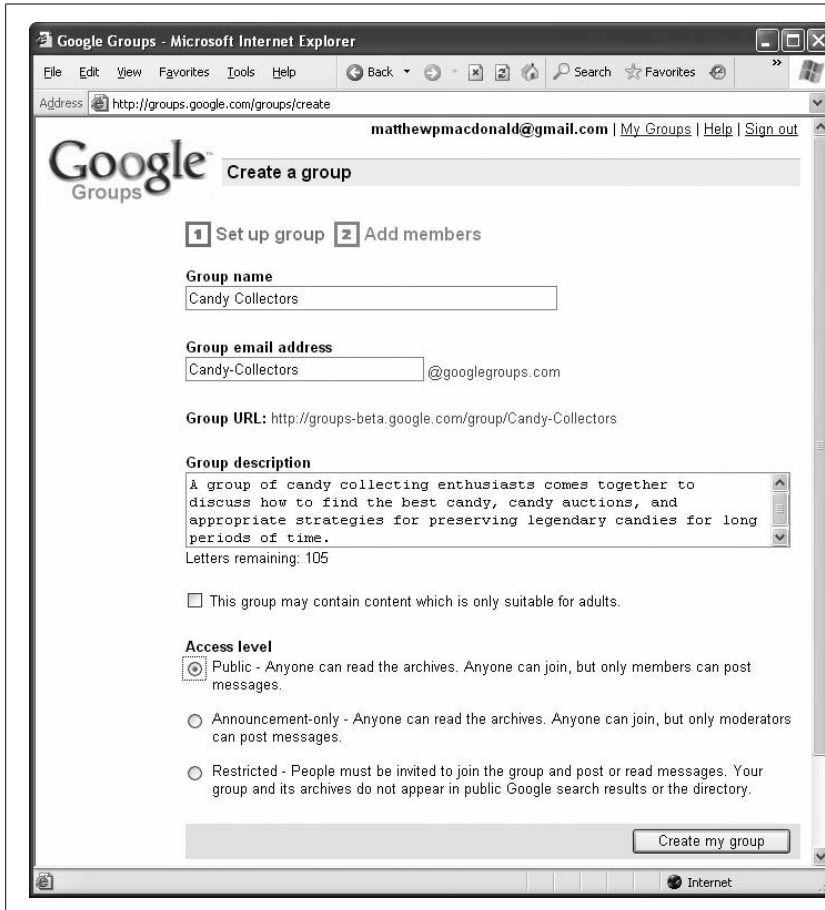 Google Groups - Microsoft Internet Explorer
File Edit View Favorites Tools Help Back Search Favorites »
Address http://groups.google.com/groups/create
matthewpmacdonald@gmail.com | My Groups | Help | Sign out
Google™
Groups
Create a group
1 Set up group 2 Add members
Group name
Candy Collectors
Group email address
Candy-Collectors @googlegroups.com
Group URL: http://groups-beta.google.com/group/Candy-Collectors
Group description
A group of candy collecting enthusiasts comes together to
discuss how to find the best candy, candy auctions, and
appropriate strategies for preserving legendary candies for long
periods of time.
Letters remaining: 105
This group may contain content which is only suitable for adults.
Access level
Public - Anyone can read the archives. Anyone can join, but only members can post
messages.
Announcement-only - Anyone can read the archives. Anyone can join, but only moderators
can post messages.
Restricted - People must be invited to join the group and post or read messages. Your
group and its archives do not appear in public Google search results or the directory.
Create my group
Internet